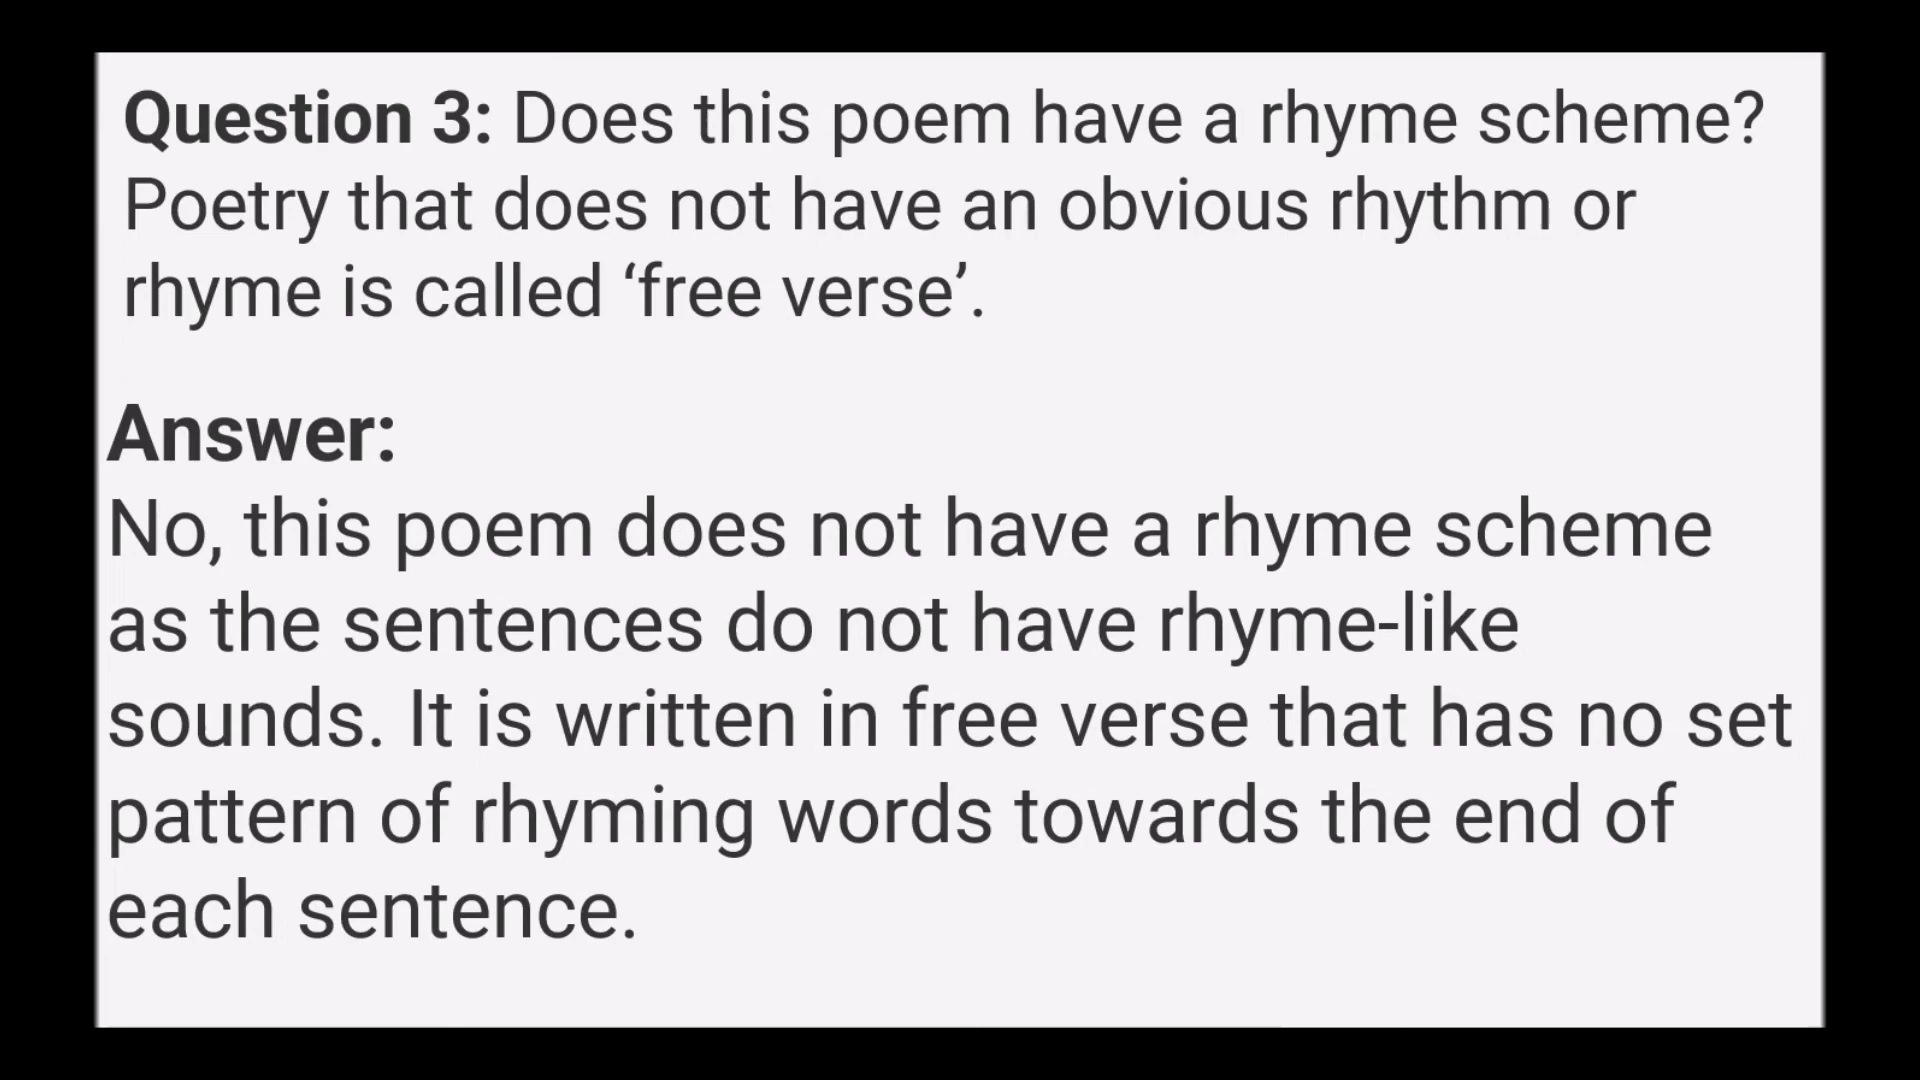 Question 3: Does this poem have a rhyme scheme?
Poetry that does not have an obvious rhythm or
rhyme is called ‘free verse’.
Answer:
No, this poem does not have a rhyme scheme
as the sentences do not have rhyme-like
sounds. It is written in free verse that has no set
pattern of rhyming words towards the end of
each sentence.